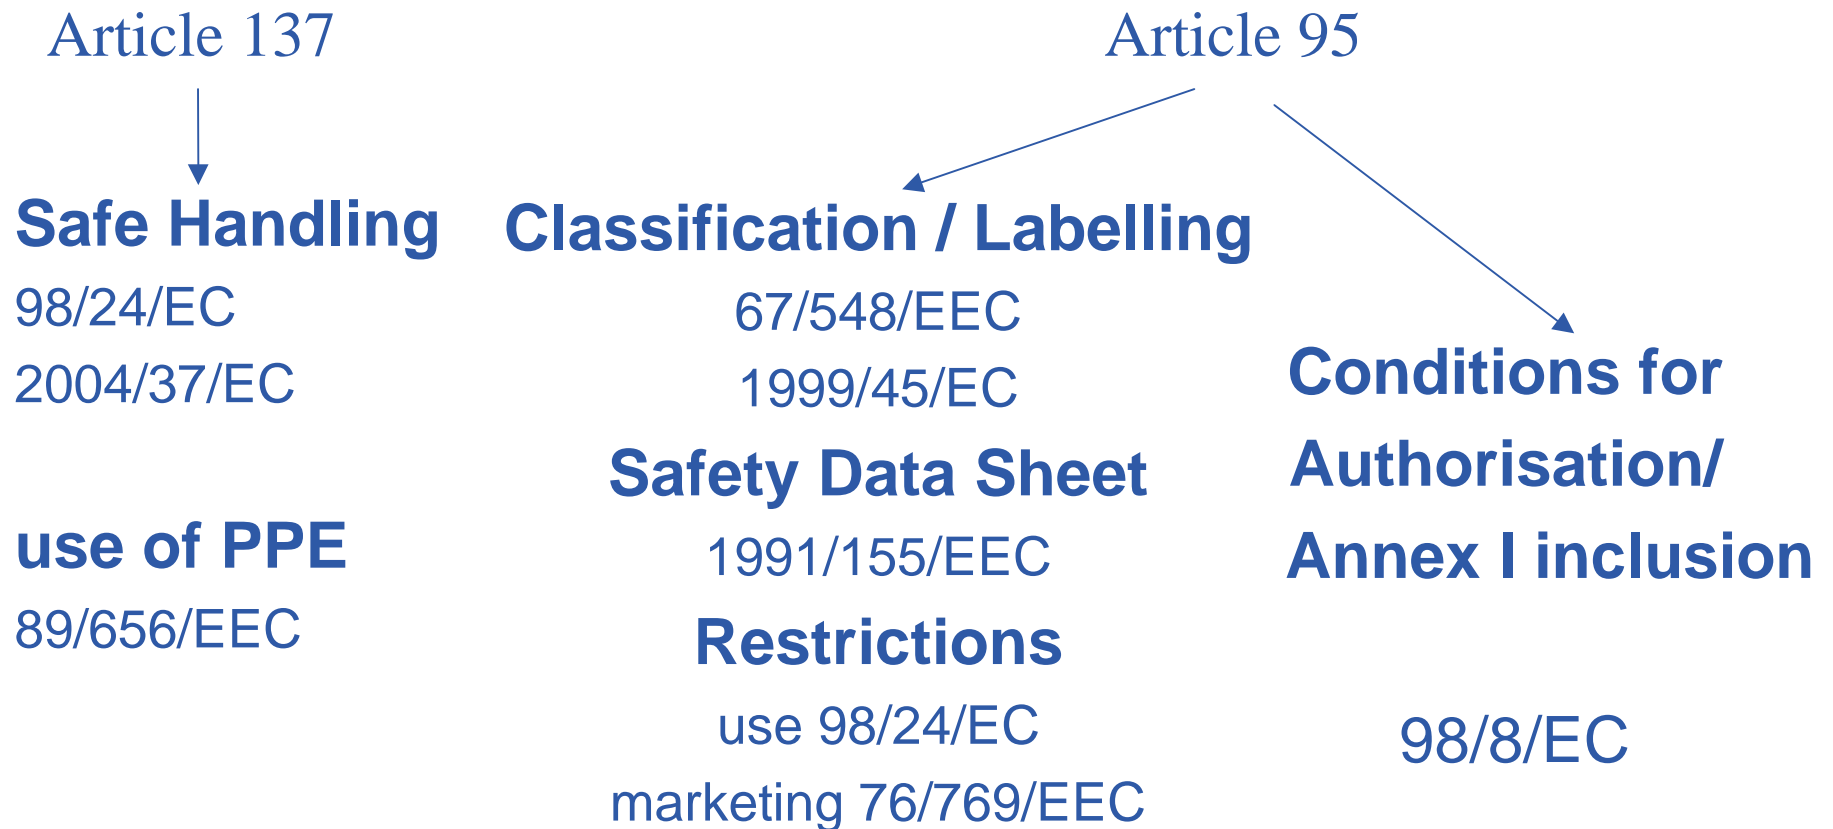 Article 137
Article 95
Safe Handling
98/24/EC
2004/37/EC
use of PPE
89/656/EEC
Classification / Labelling
67/548/EEC
1999/45/EC
Safety Data Sheet
1991/155/EEC
Restrictions
use 98/24/EC
marketing 76/769/EEC
Conditions for
Authorisation/
Annex I inclusion
98/8/EC